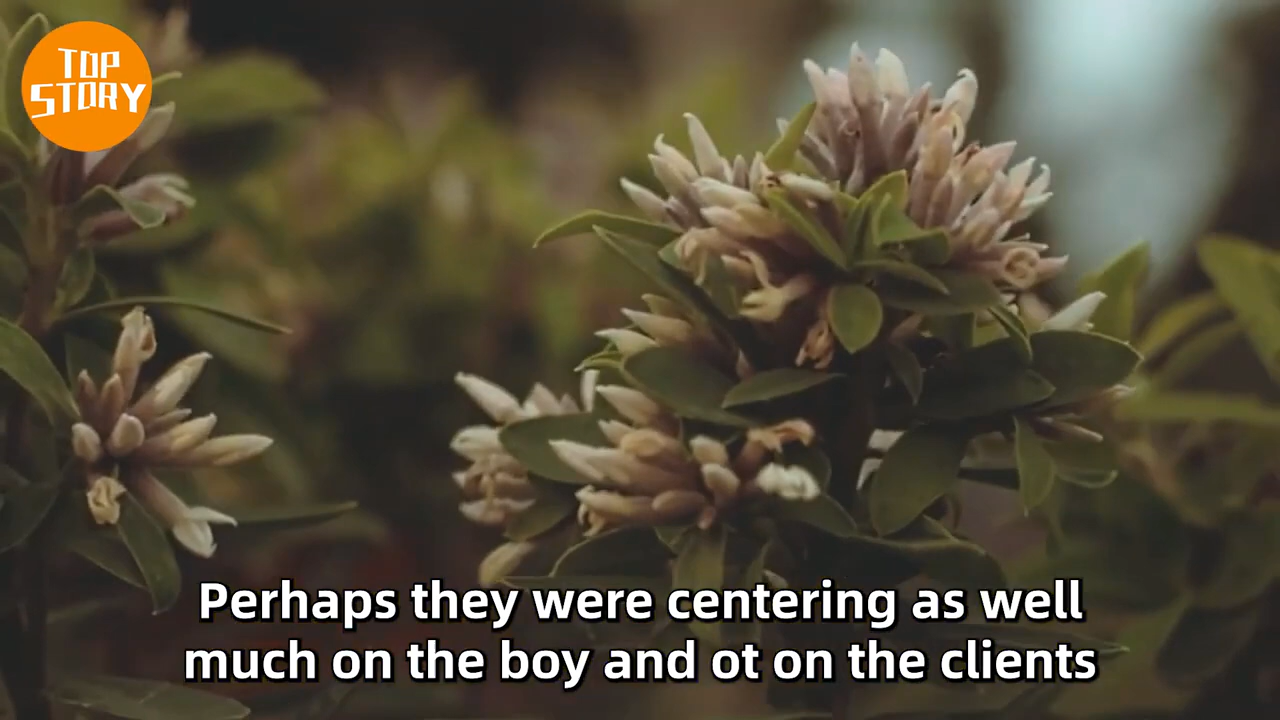 TOP
STORY
Perhaps they were centering as well
much on the boy and ot on the clients